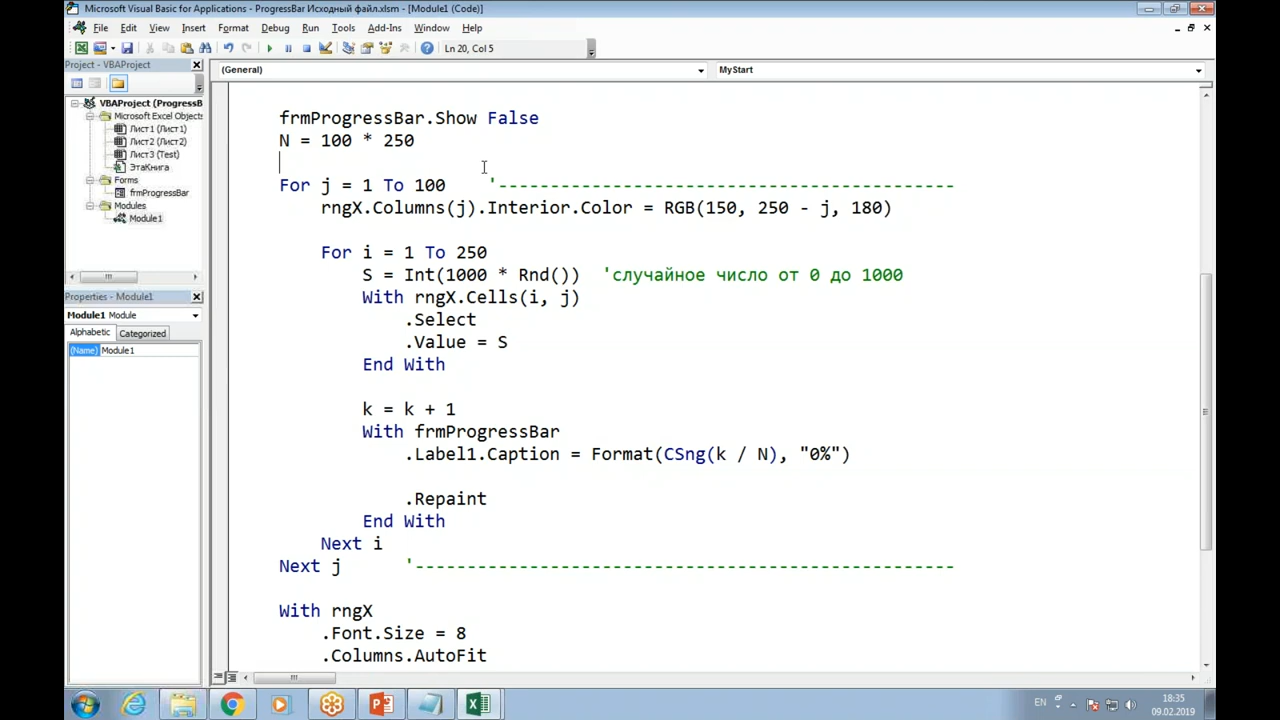 Microsoft Visual Basic for Applications - ProgressBar Исходный файл.xlsm - [Module1 (Code)]
File Edit View Insert Format Debug Run Tools Add-Ins Window Help
Ln 20, Col 5
Project - VBAProject
(General)
MyStart
VBAProject (ProgressB
Microsoft Excel Objects
Лист1 (Лист1)
Лист2 (Лист2)
Лист3 (Test)
ЭтаКнига
Forms
frmProgressBar
Modules
Module1
Properties - Module1
Module1 Module
Alphabetic Categorized
(Name) Module1
frmProgressBar.Show False
N = 100 * 250
For j = 1 To 100 '--------------------------------------------
rngX.Columns(j).Interior.Color = RGB(150, 250 - j, 180)
For i = 1 To 250
S = Int(1000 * Rnd()) 'случайное число от 0 до 1000
With rngX.Cells(i, j)
.Select
.Value = S
End With
k = k + 1
With frmProgressBar
.Label1.Caption = Format(CSng(k / N), "0%")
.Repaint
End With
Next i
Next j '----------------------------------------------------
With rngX
.Font.Size = 8
.Columns.AutoFit
EN
18:35
09.02.2019